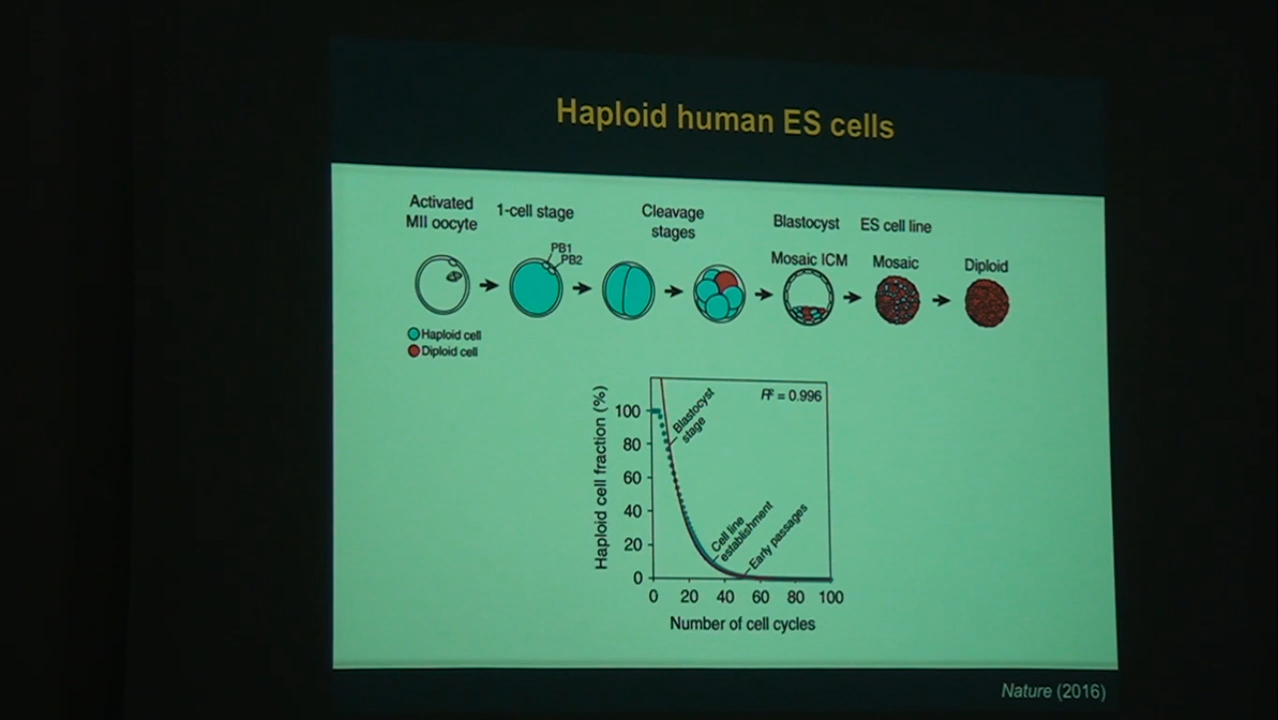 Haploid human ES cells
Activated
MII oocyte
1-cell stage
Cleavage
stages
Blastocyst
ES cell line
PB1
PB2
Mosaic ICM
Mosaic
Diploid
Haploid cell
Diploid cell
Haploid cell fraction (%)
100
80
60
40
20
0
R² = 0.996
Blastocyst
stage
Cell line
establishment
Early passages
0 20 40 60 80 100
Number of cell cycles
Nature (2016)